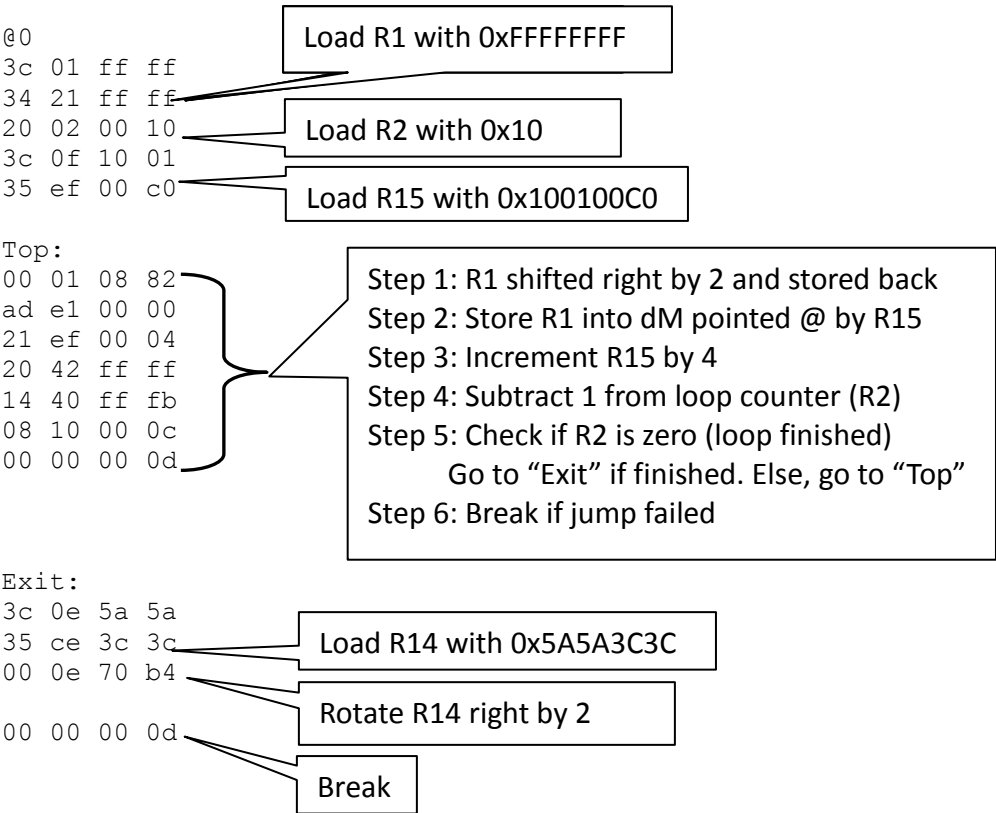 @0
3c 01 ff ff
34 21 ff ff
20 02 00 10
3c 0f 10 01
35 ef 00 c0
Load R1 with 0xFFFFFFFF
Load R2 with 0x10
Load R15 with 0x100100C0
Top:
00 01 08 82
ad e1 00 00
21 ef 00 04
20 42 ff ff
14 40 ff fb
08 10 00 0c
00 00 00 0d
Step 1: R1 shifted right by 2 and stored back
Step 2: Store R1 into dM pointed @ by R15
Step 3: Increment R15 by 4
Step 4: Subtract 1 from loop counter (R2)
Step 5: Check if R2 is zero (loop finished)
Go to “Exit” if finished. Else, go to “Top”
Step 6: Break if jump failed
Exit:
3c 0e 5a 5a
35 ce 3c 3c
00 0e 70 b4
00 00 00 0d
Load R14 with 0x5A5A3C3C
Rotate R14 right by 2
Break